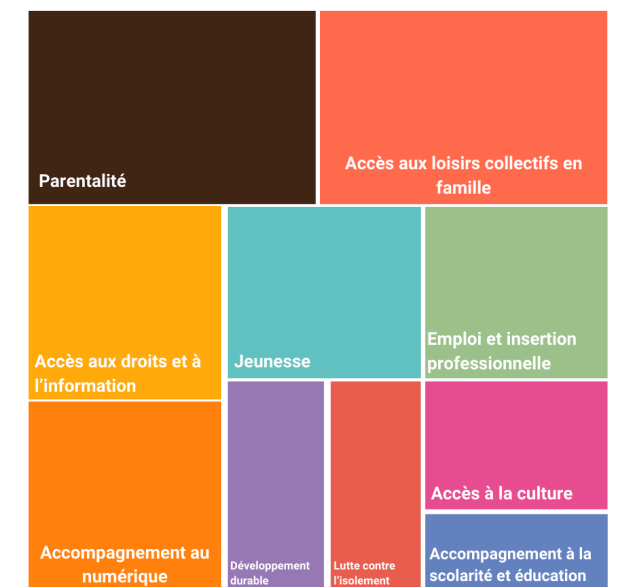 Parentalité
Accès aux loisirs collectifs en
famille
Accès aux droits et à
l'information
Jeunesse
Emploi et insertion
professionnelle
Accompagnement au
numérique
Développement
durable
Lutte contre
l'isolement
Accès à la culture
Accompagnement à la
scolarité et éducation